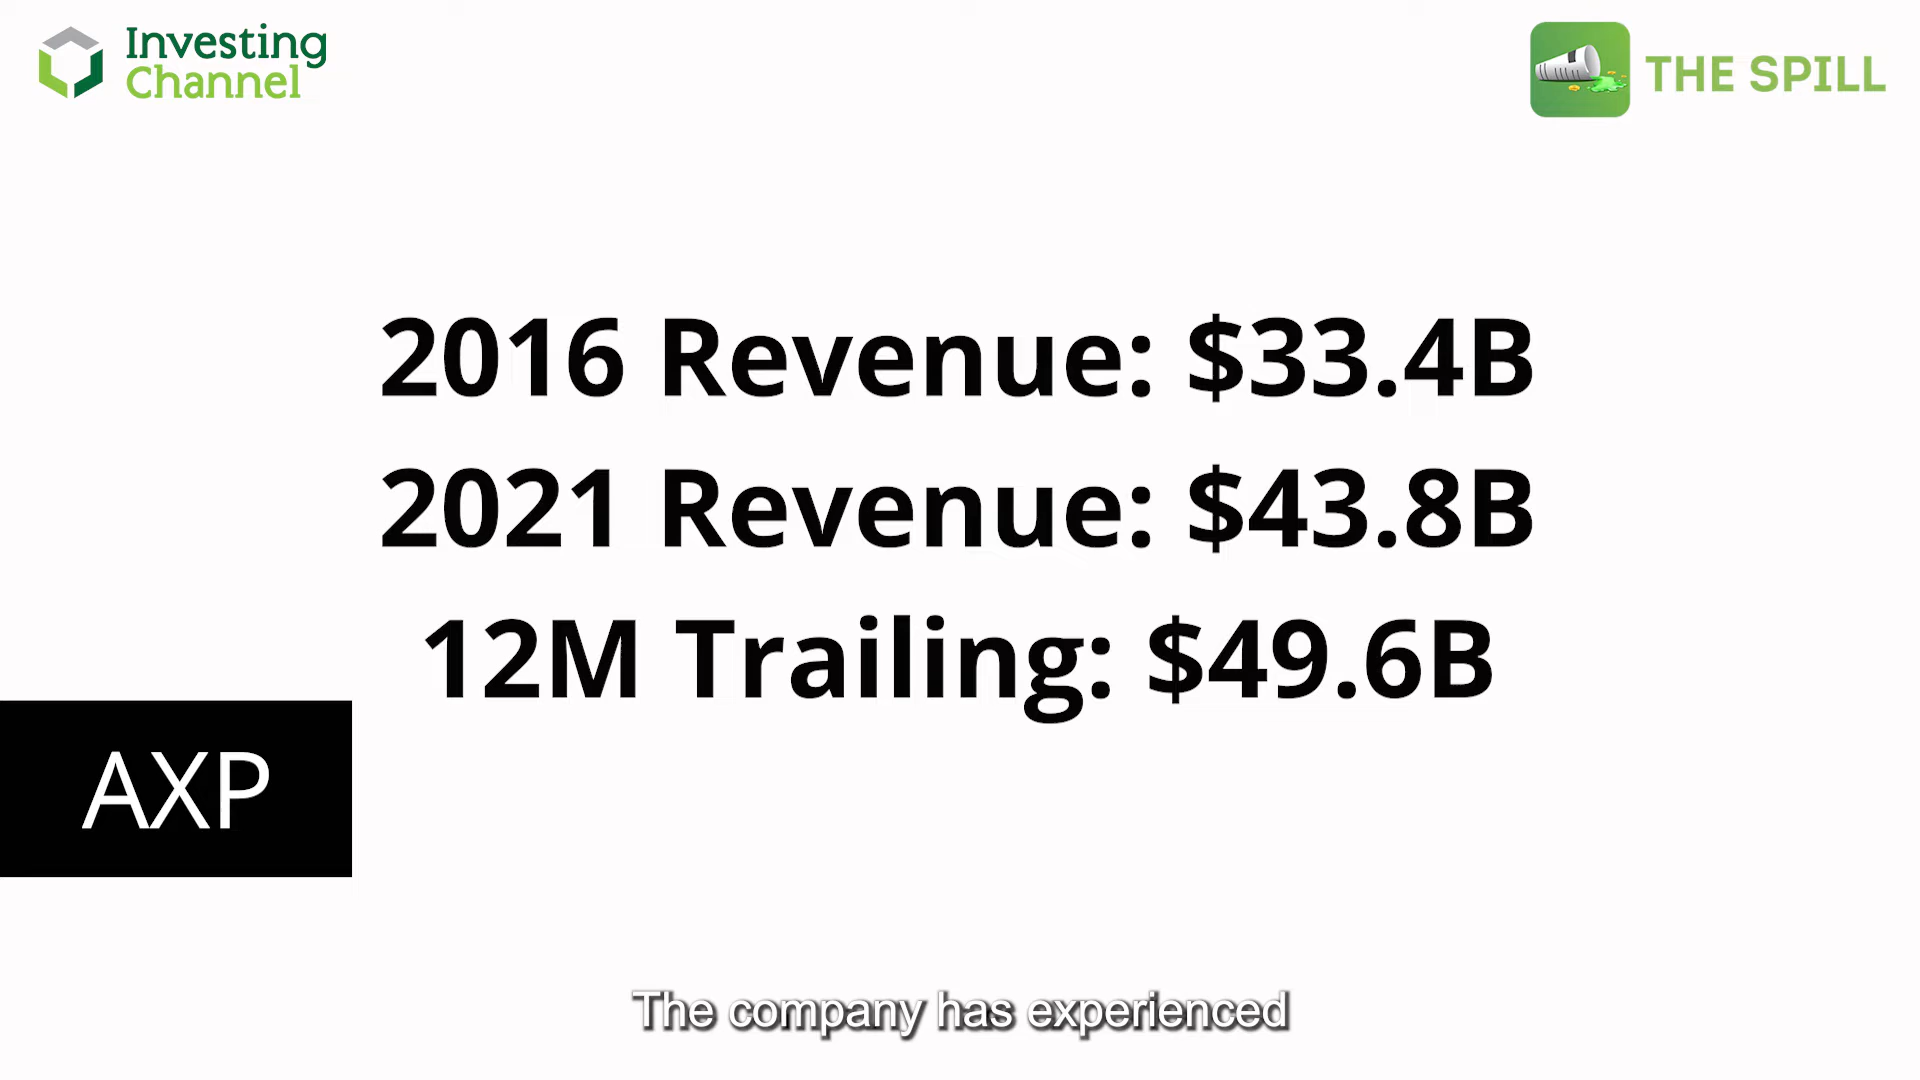 Investing
Channel
THE SPILL
2016 Revenue: $33.4B
2021 Revenue: $43.8B
12M Trailing: $49.6B
AXP
The company has experienced